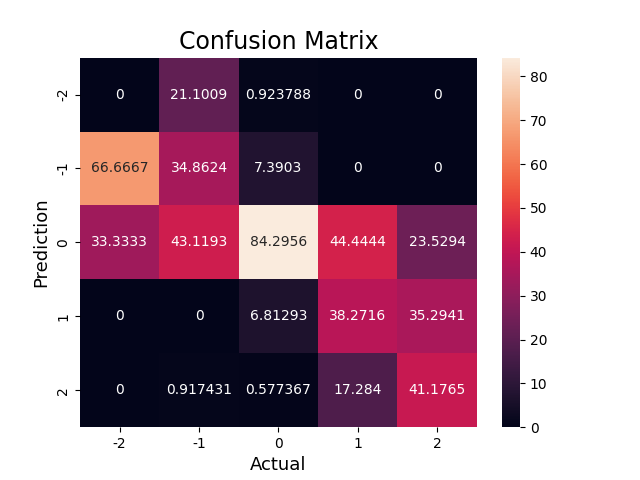 Confusion Matrix
-2 0 21.1009 0.923788 0 0
-1 66.6667 34.8624 7.3903 0 0
0 33.3333 43.1193 84.2956 44.4444 23.5294
1 0 0 6.81293 38.2716 35.2941
2 0 0.917431 0.577367 17.284 41.1765
-2 -1 0 1 2
Prediction
Actual
80
70
60
50
40
30
20
10
0